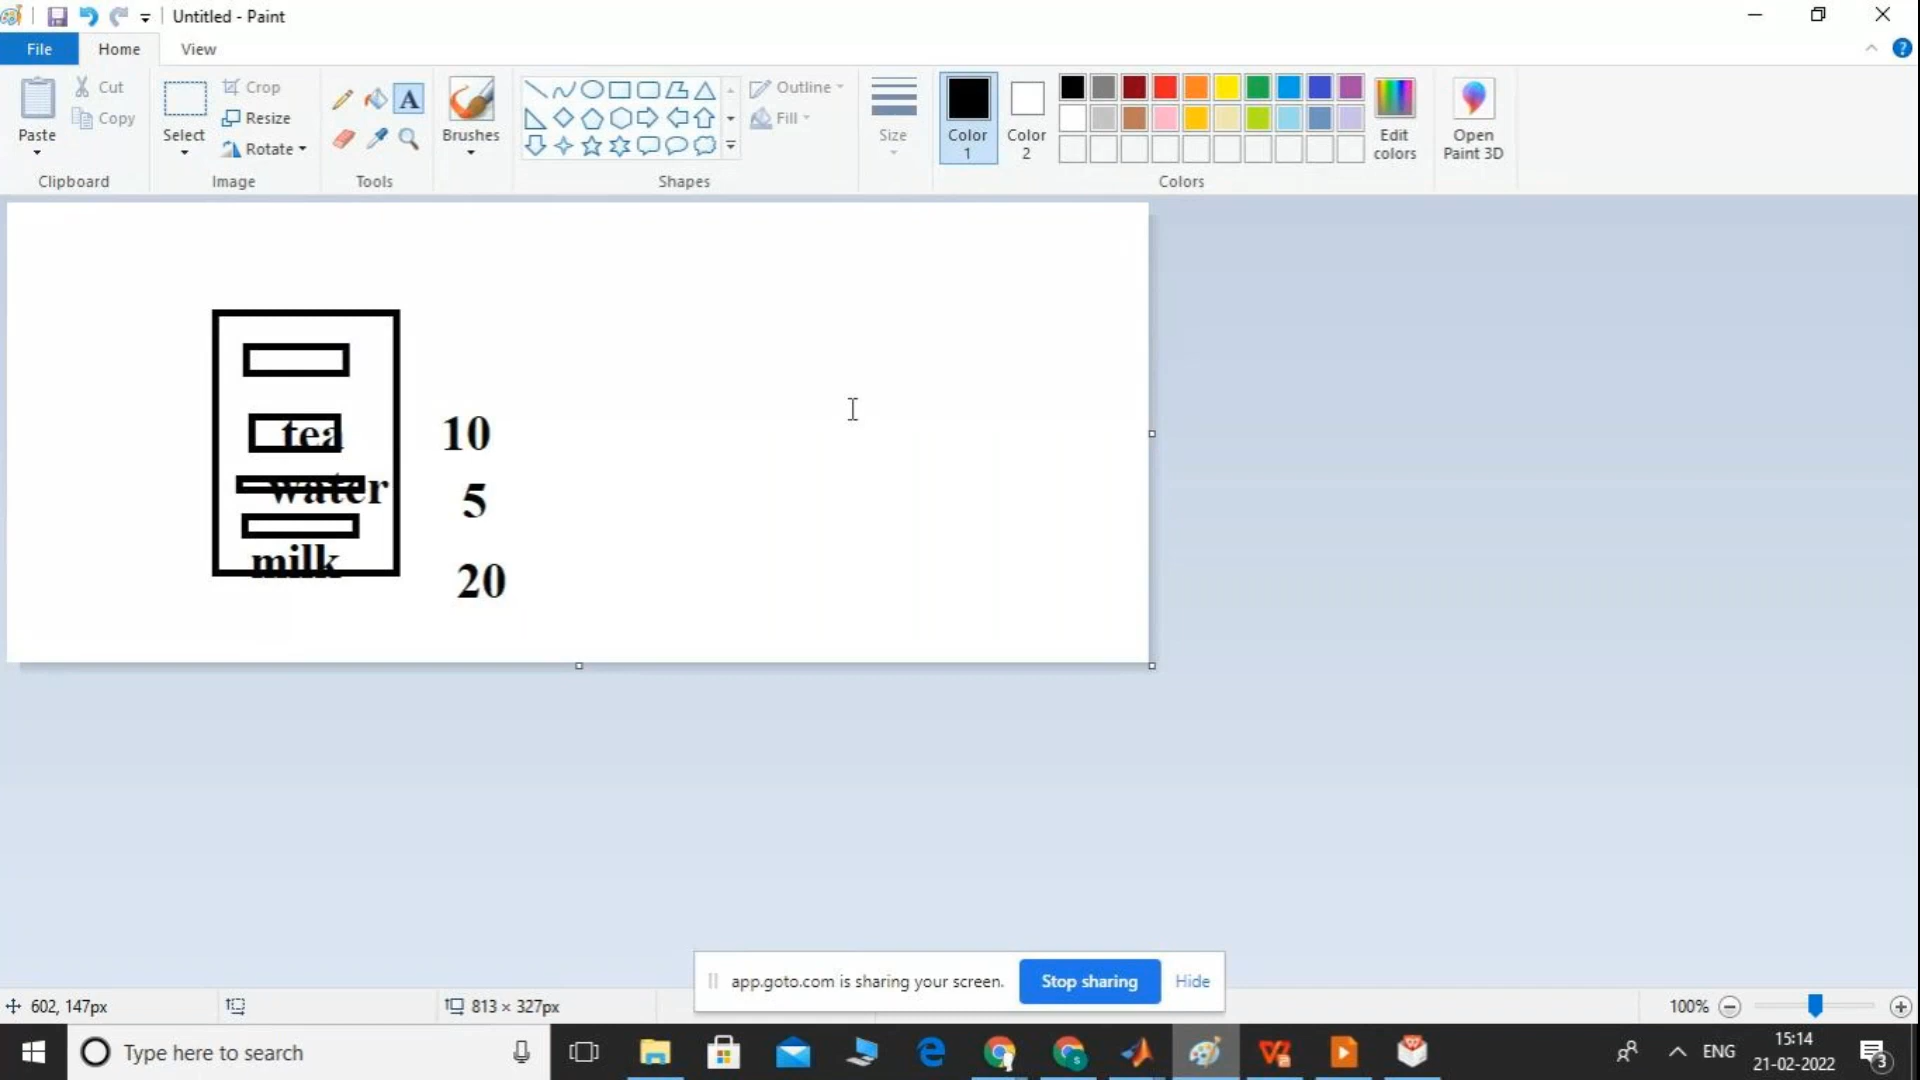 Untitled - Paint
File Home View
Paste
Cut
Copy
Clipboard
Select
Crop
Resize
Rotate
Image
Tools
Brushes
Shapes
Outline
Fill
Size
Color 1
Color 2
Colors
Edit colors
Open Paint 3D
tea 10
water 5
milk 20
app.goto.com is sharing your screen. Stop sharing Hide
602, 147px
813 × 327px
100%
Type here to search
ENG
15:14
21-02-2022
3